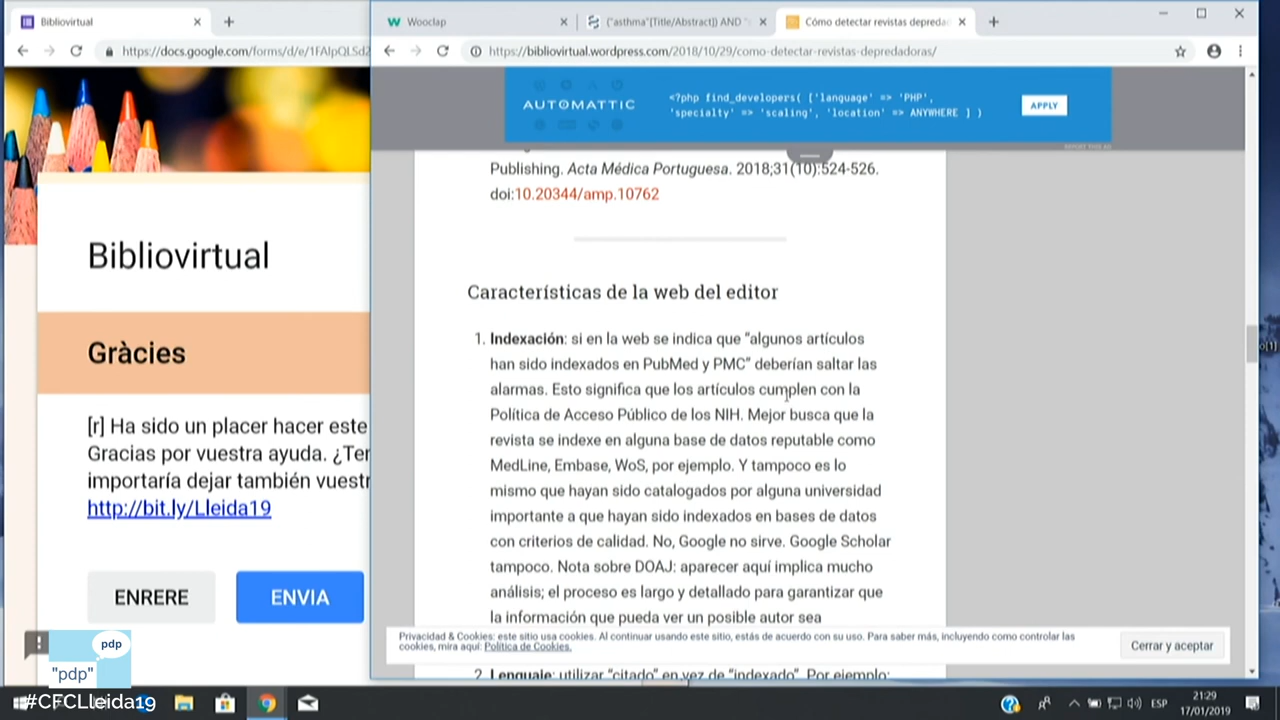 Bibliovirtual
https://docs.google.com/forms/d/e/1FAIpQLSd2
Bibliovirtual
Gràcies
[r] Ha sido un placer hacer este
Gracias por vuestra ayuda. ¿Ter
importaría dejar también vuestr
http://bit.ly/Lleida19
ENRERE
ENVIA
pdp
"pdp"
#CFCLleida19
Wooclap
("asthma"[Title/Abstract]) AND "
Cómo detectar revistas depreda
https://bibliovirtual.wordpress.com/2018/10/29/como-detectar-revistas-depredadoras/
AUTOMATTIC
<?php find_developers( ['language' => 'PHP',
'specialty' => 'scaling', 'location' => ANYWHERE ] )
APPLY
REPORT THIS AD
Publishing. Acta Médica Portuguesa. 2018;31(10):524-526.
doi:10.20344/amp.10762
Características de la web del editor
1. Indexación: si en la web se indica que “algunos artículos
han sido indexados en PubMed y PMC” deberían saltar las
alarmas. Esto significa que los artículos cumplen con la
Política de Acceso Público de los NIH. Mejor busca que la
revista se indexe en alguna base de datos reputable como
MedLine, Embase, WoS, por ejemplo. Y tampoco es lo
mismo que hayan sido catalogados por alguna universidad
importante a que hayan sido indexados en bases de datos
con criterios de calidad. No, Google no sirve. Google Scholar
tampoco. Nota sobre DOAJ: aparecer aquí implica mucho
análisis; el proceso es largo y detallado para garantizar que
la información que pueda ver un posible autor sea
Privacidad & Cookies: este sitio usa cookies. Al continuar usando este sitio, estás de acuerdo con su uso. Para saber más, incluyendo como controlar las
cookies, mira aquí: Política de Cookies.
Cerrar y aceptar
2. Lenguaje: utilizar “citado” en vez de “indexado”. Por ejemplo:
o[1]
ESP
21:29
17/01/2019